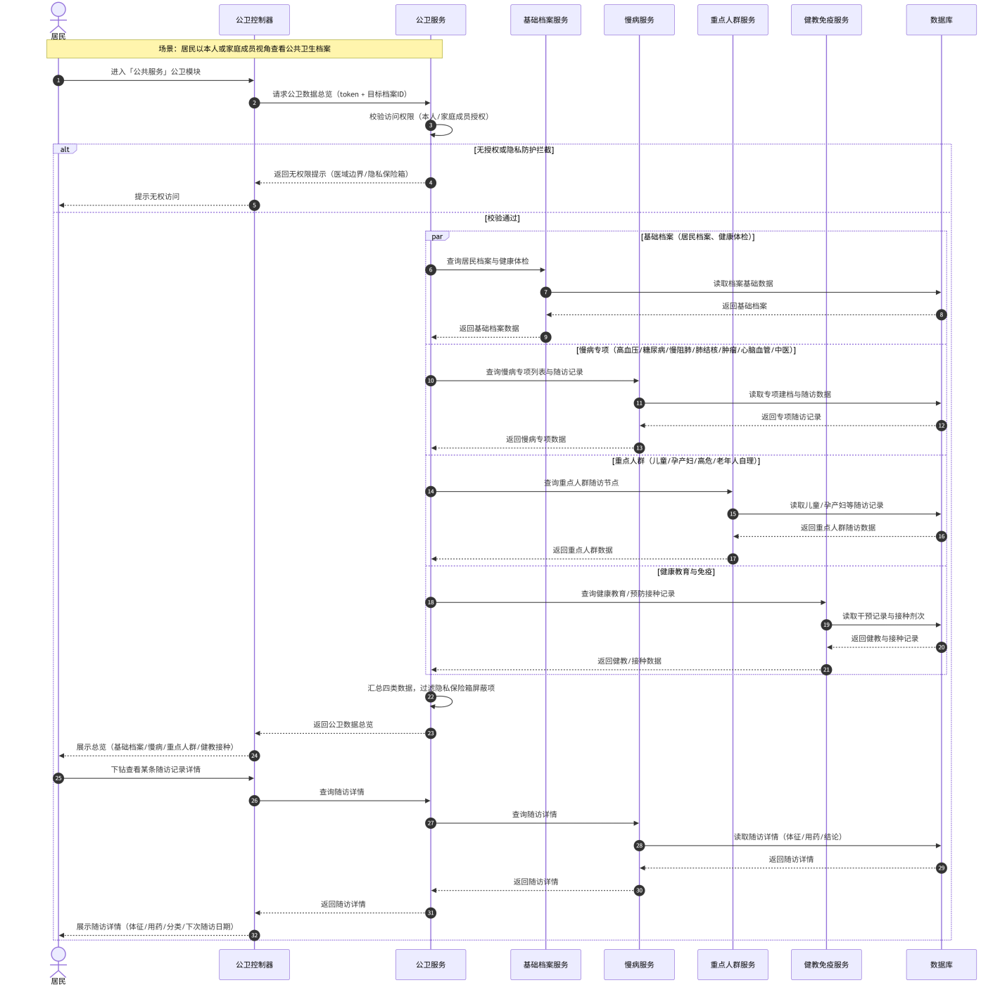 居民
公卫控制器
公卫服务
基础档案服务
慢病服务
重点人群服务
健教免疫服务
数据库
场景：居民以本人或家庭成员视角查看公共卫生档案
1 进入「公共服务」公卫模块
2 请求公卫数据总览（token + 目标档案ID）
3 校验访问权限（本人/家庭成员授权）
alt [无授权或隐私防护拦截]
4 返回无权限提示（医域边界/隐私保险箱）
5 提示无权访问
[校验通过]
par [基础档案（居民档案、健康体检）]
6 查询居民档案与健康体检
7 读取档案基础数据
8 返回基础档案
9 返回基础档案数据
[慢病专项（高血压/糖尿病/慢阻肺/肺结核/肿瘤/心脑血管/中医）]
10 查询慢病专项列表与随访记录
11 读取专项建档与随访数据
12 返回专项随访记录
13 返回慢病专项数据
[重点人群（儿童/孕产妇/高危/老年人自理）]
14 查询重点人群随访节点
15 读取儿童/孕产妇等随访记录
16 返回重点人群随访数据
17 返回重点人群数据
[健康教育与免疫]
18 查询健康教育/预防接种记录
19 读取干预记录与接种剂次
20 返回健教与接种记录
21 返回健教/接种数据
22 汇总四类数据，过滤隐私保险箱屏蔽项
23 返回公卫数据总览
24 展示总览（基础档案/慢病/重点人群/健教接种）
25 下钻查看某条随访记录详情
26 查询随访详情
27 查询随访详情
28 读取随访详情（体征/用药/结论）
29 返回随访详情
30 返回随访详情
31 返回随访详情
32 展示随访详情（体征/用药/分类/下次随访日期）
居民
公卫控制器
公卫服务
基础档案服务
慢病服务
重点人群服务
健教免疫服务
数据库